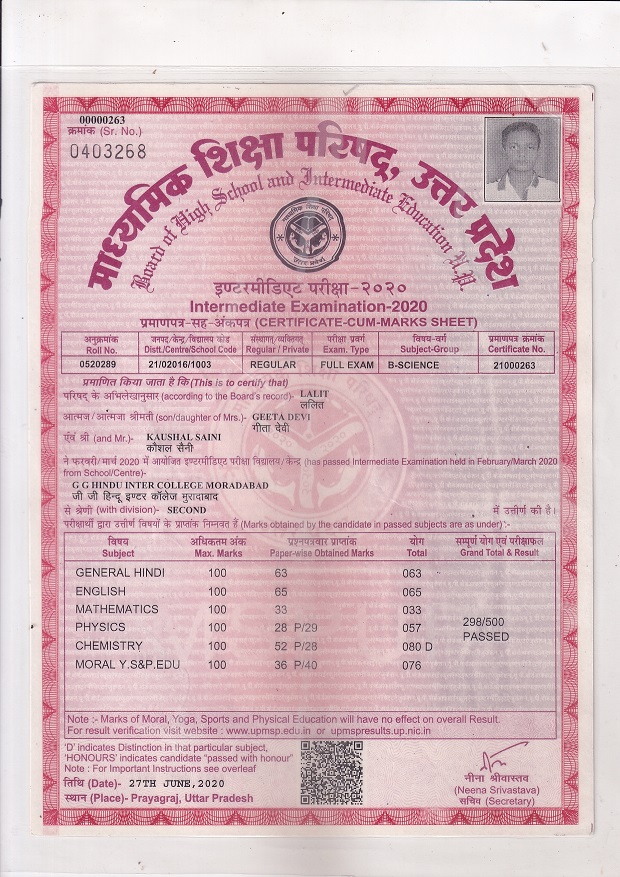 00000263
क्रमांक (Sr. No.)
0403268
माध्यमिक शिक्षा परिषद्, उत्तर प्रदेश
Board of High School and Intermediate Education U.P.
इण्टरमीडिएट परीक्षा-२०२०
Intermediate Examination-2020
प्रमाणपत्र-सह-अंकपत्र (CERTIFICATE-CUM-MARKS SHEET)
अनुक्रमांक जनपद/केन्द्र/विद्यालय कोड संस्थागत/व्यक्तिगत परीक्षा प्रवर्ग विषय-वर्ग प्रमाणपत्र क्रमांक
Roll No. Distt./Centre/School Code Regular / Private Exam. Type Subject-Group Certificate No.
0520289 21/02016/1003 REGULAR FULL EXAM B-SCIENCE 21000263
प्रमाणित किया जाता है कि (This is to certify that)
परिषद के अभिलेखानुसार (according to the Board's record)- LALIT
ललित
आत्मज/आत्मजा श्रीमती (son/daughter of Mrs.)- GEETA DEVI
गीता देवी
एवं श्री (and Mr.)- KAUSHAL SAINI
कौशल सैनी
ने फरवरी/मार्च 2020 में आयोजित इण्टरमीडिएट परीक्षा विद्यालय/केन्द्र (has passed Intermediate Examination held in February/March 2020
from School/Centre)-
G G HINDU INTER COLLEGE MORADABAD
जी जी हिन्दू इण्टर कॉलेज मुरादाबाद
से श्रेणी (with division)- SECOND में उत्तीर्ण की है।
परीक्षार्थी द्वारा उत्तीर्ण विषयों के प्राप्तांक निम्नवत हैं (Marks obtained by the candidate in passed subjects are as under) :-
विषय अधिकतम अंक प्रश्नपत्रवार प्राप्तांक योग सम्पूर्ण योग एवं परीक्षाफल
Subject Max. Marks Paper-wise Obtained Marks Total Grand Total & Result
GENERAL HINDI 100 63 063
ENGLISH 100 65 065
MATHEMATICS 100 33 033
PHYSICS 100 28 P/29 057 298/500
PASSED
CHEMISTRY 100 52 P/28 080 D
MORAL Y.S&P.EDU 100 36 P/40 076
Note :- Marks of Moral, Yoga, Sports and Physical Education will have no effect on overall Result.
For result verification visit website : www.upmsp.edu.in or upmspresults.up.nic.in
'D' indicates Distinction in that particular subject,
'HONOURS' indicates candidate "passed with honour"
Note : For Important Instructions see overleaf
तिथि (Date)- 27TH JUNE,2020
स्थान (Place)- Prayagraj, Uttar Pradesh
नीना श्रीवास्तव
(Neena Srivastava)
सचिव (Secretary)